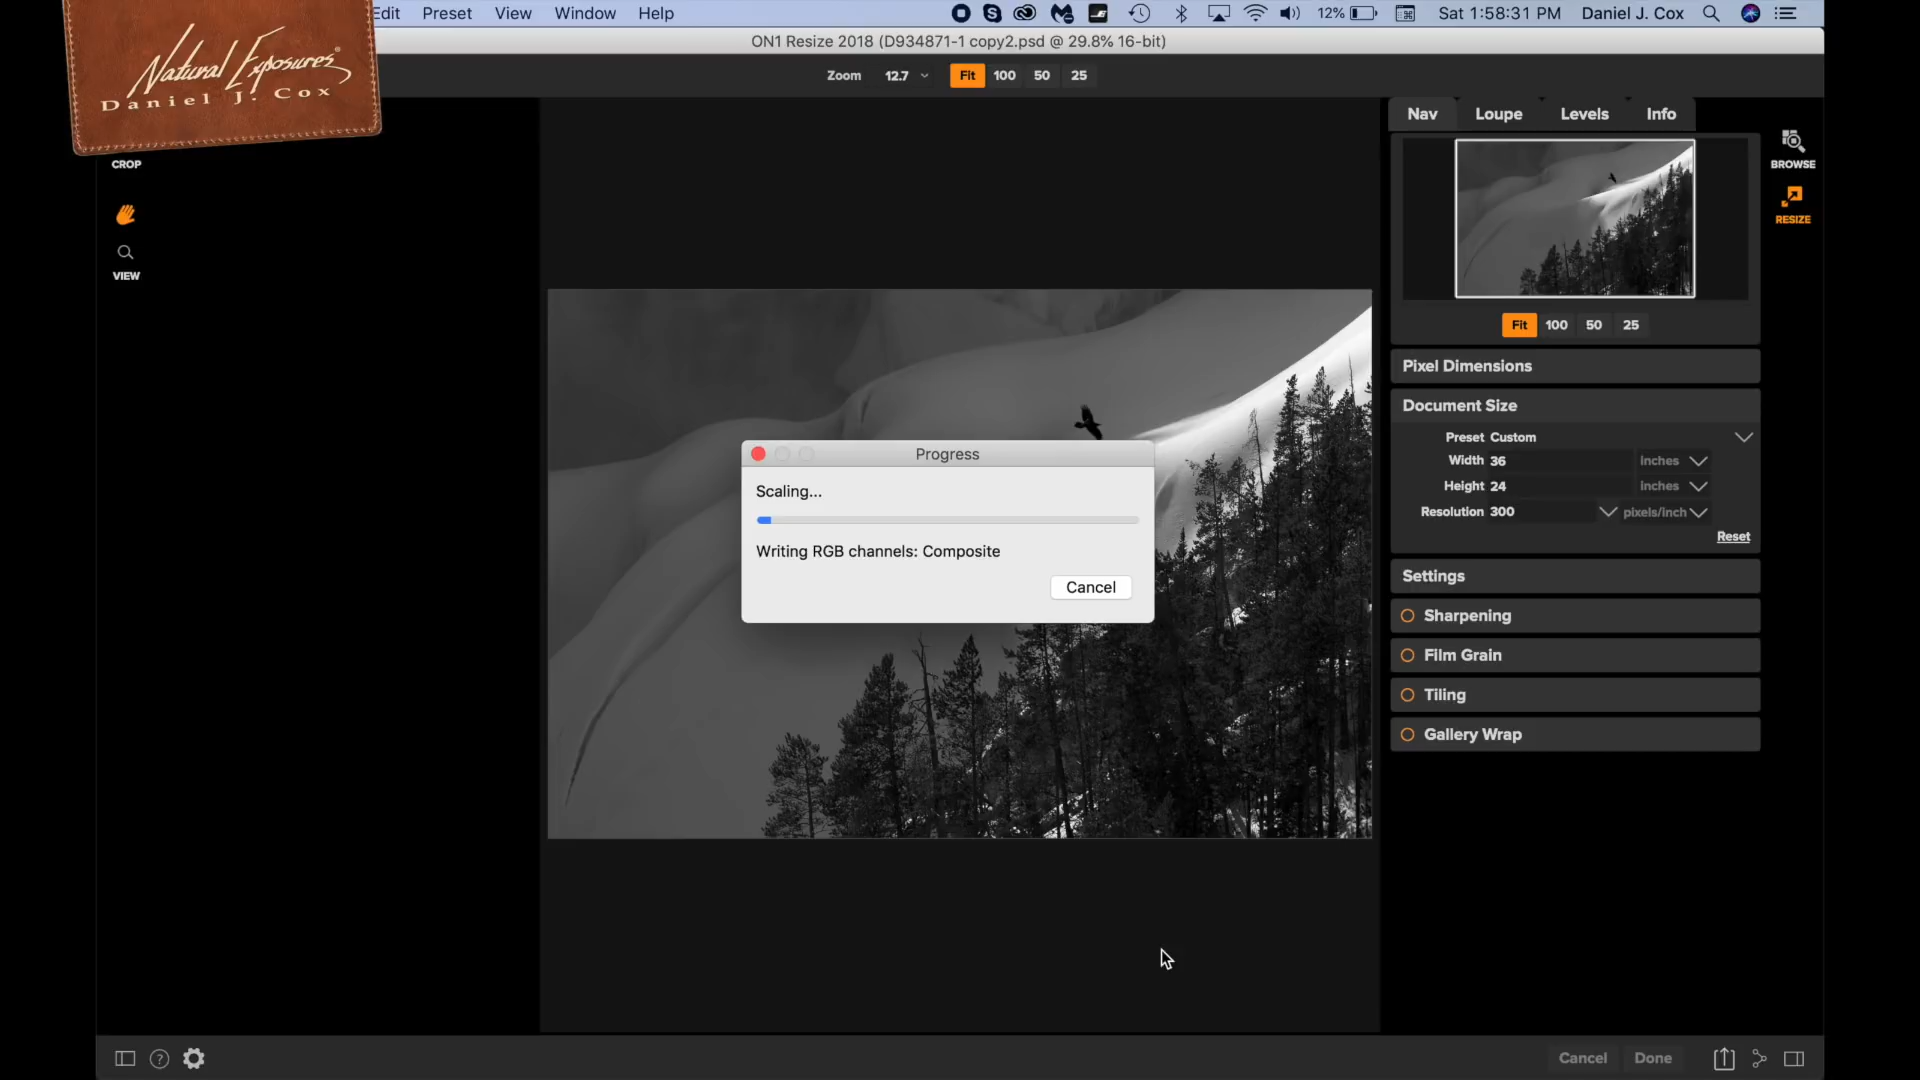 Edit Preset View Window Help 12% Sat 1:58:31 PM Daniel J. Cox
Natural Exposures®
Daniel J. Cox
ON1 Resize 2018 (D934871-1 copy2.psd @ 29.8% 16-bit)
Zoom 12.7 Fit 100 50 25
Nav Loupe Levels Info
CROP
BROWSE
RESIZE
VIEW
Fit 100 50 25
Pixel Dimensions
Document Size
Preset Custom
Width 36 inches
Height 24 inches
Resolution 300 pixels/inch
Reset
Progress
Scaling...
Writing RGB channels: Composite
Cancel
Settings
Sharpening
Film Grain
Tiling
Gallery Wrap
Cancel Done